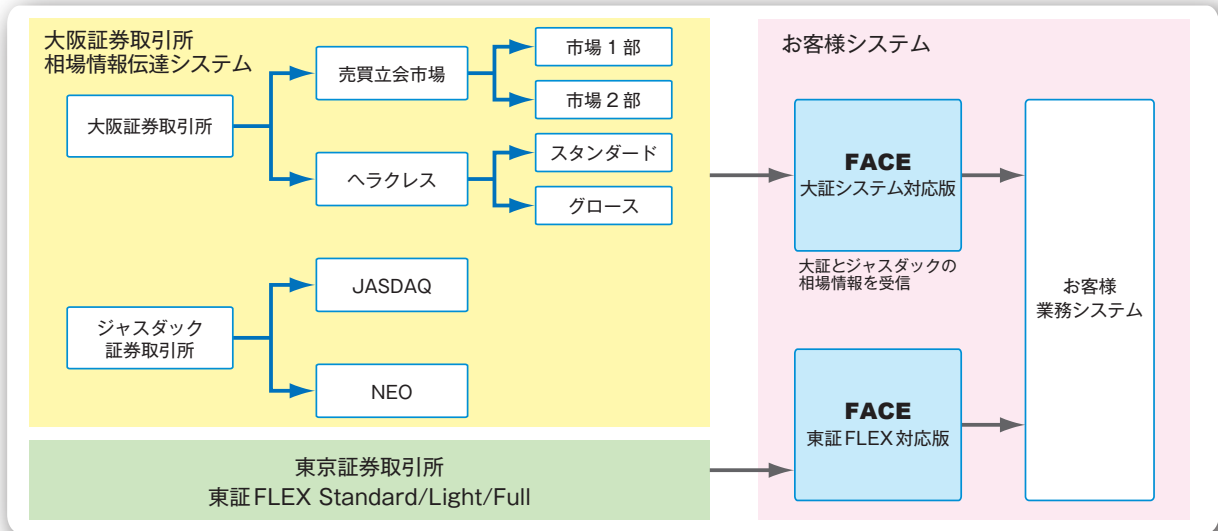 大阪証券取引所
相場情報伝達システム
大阪証券取引所
売買立会市場
市場1部
市場2部
ヘラクレス
スタンダード
グロース
ジャスダック
証券取引所
JASDAQ
NEO
東京証券取引所
東証FLEX Standard/Light/Full
お客様システム
FACE
大証システム対応版
大証とジャスダックの
相場情報を受信
FACE
東証FLEX対応版
お客様
業務システム